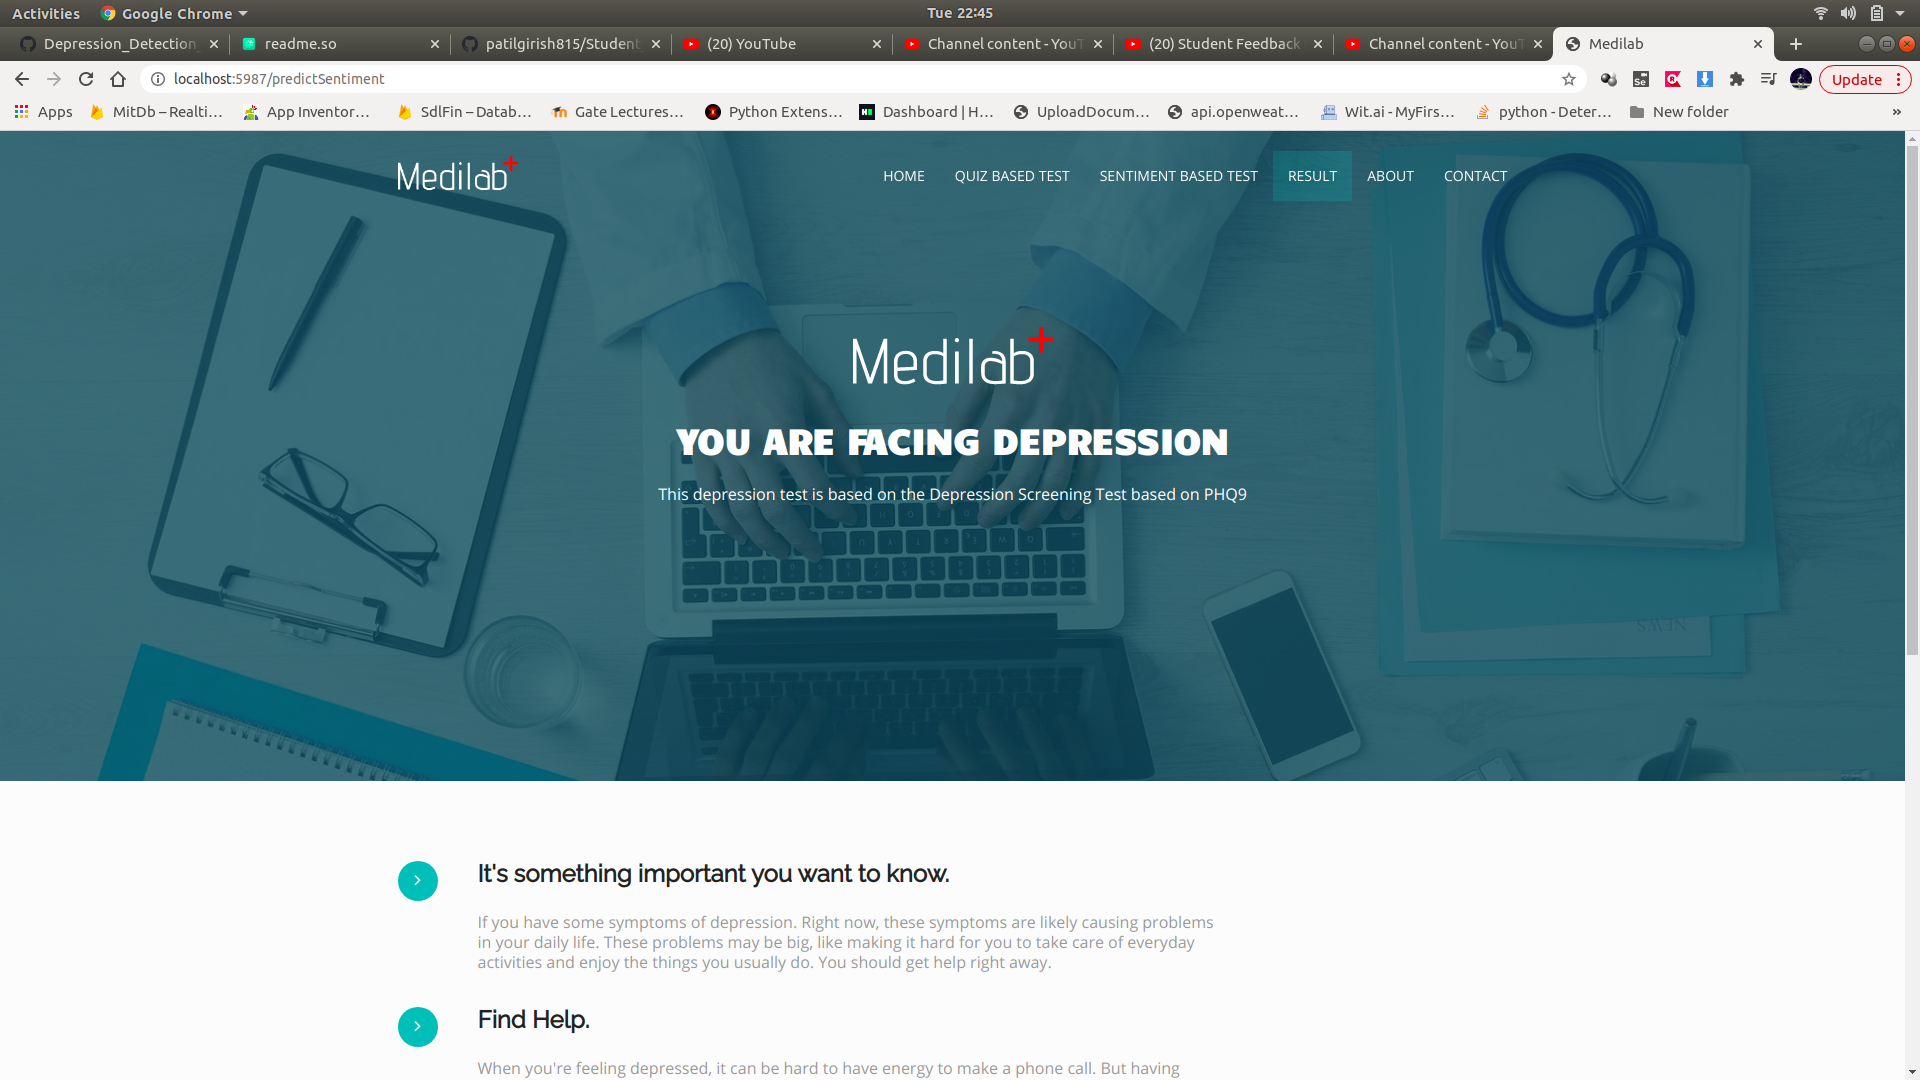 Activities Google Chrome Tue 22:45
Depression_Detection readme.so patilgirish815/Student (20) YouTube Channel content - YouT (20) Student Feedback Channel content - YouT Medilab
localhost:5987/predictSentiment Update
Apps MitDb – Realti… App Inventor… SdlFin – Datab… Gate Lectures… Python Extens… Dashboard | H… UploadDocum… api.openweat… Wit.ai - MyFirs… python - Deter… New folder »
Medilab+ HOME QUIZ BASED TEST SENTIMENT BASED TEST RESULT ABOUT CONTACT
Medilab+
YOU ARE FACING DEPRESSION
This depression test is based on the Depression Screening Test based on PHQ9
NEWS
It's something important you want to know.
If you have some symptoms of depression. Right now, these symptoms are likely causing problems
in your daily life. These problems may be big, like making it hard for you to take care of everyday
activities and enjoy the things you usually do. You should get help right away.
Find Help.
When you're feeling depressed, it can be hard to have energy to make a phone call. But having